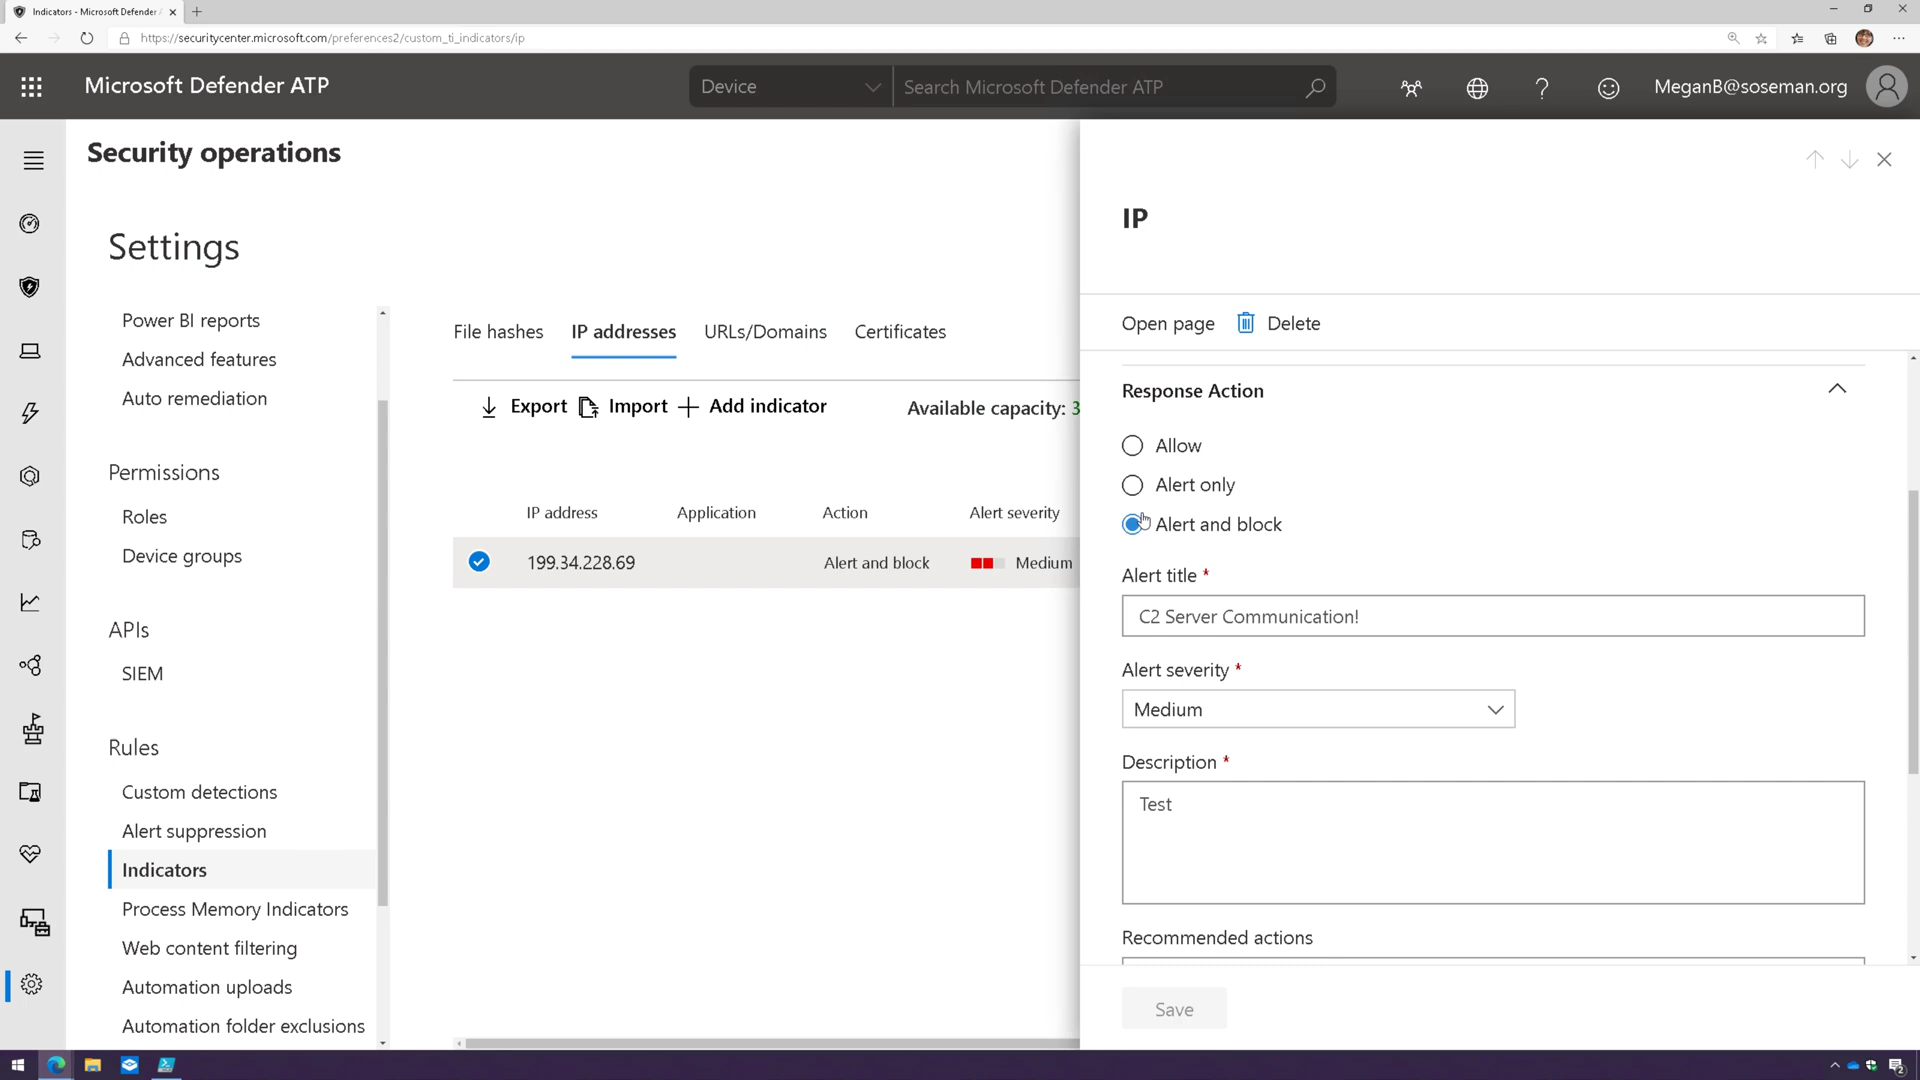 Indicators - Microsoft Defender A
https://securitycenter.microsoft.com/preferences2/custom_ti_indicators/ip
Microsoft Defender ATP
Device
Search Microsoft Defender ATP
MeganB@soseman.org
Security operations
Settings
Power BI reports
Advanced features
Auto remediation
Permissions
Roles
Device groups
APIs
SIEM
Rules
Custom detections
Alert suppression
Indicators
Process Memory Indicators
Web content filtering
Automation uploads
Automation folder exclusions
File hashes IP addresses URLs/Domains Certificates
Export Import Add indicator Available capacity: 3
IP address Application Action Alert severity
199.34.228.69 Alert and block Medium
IP
Open page Delete
Response Action
Allow
Alert only
Alert and block
Alert title *
C2 Server Communication!
Alert severity *
Medium
Description *
Test
Recommended actions
Save
2